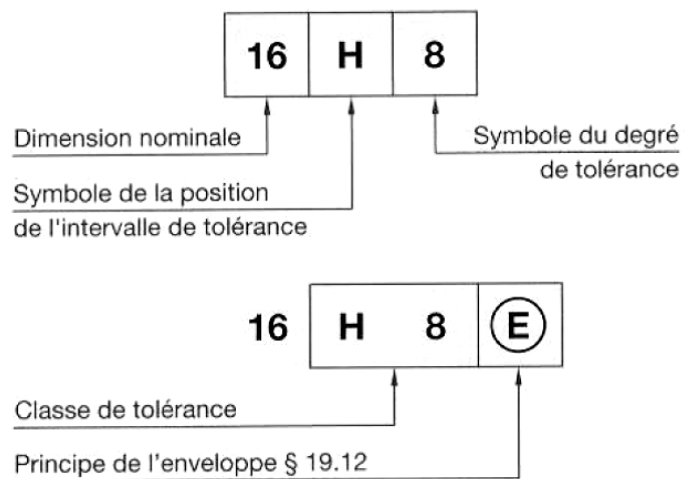 16 H 8
Dimension nominale
Symbole du degré
de tolérance
Symbole de la position
de l'intervalle de tolérance
16 H 8 E
Classe de tolérance
Principe de l'enveloppe § 19.12